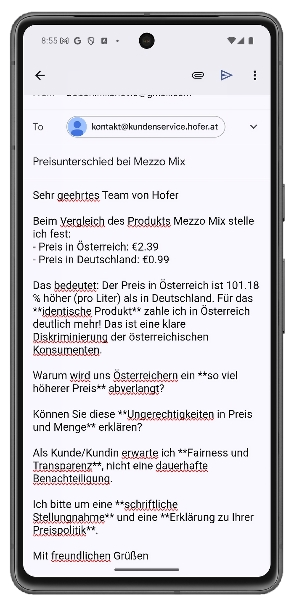 8:55
To kontakt@kundenservice.hofer.at
Preisunterschied bei Mezzo Mix
Sehr geehrtes Team von Hofer
Beim Vergleich des Produkts Mezzo Mix stelle
ich fest:
- Preis in Österreich: €2.39
- Preis in Deutschland: €0.99
Das bedeutet: Der Preis in Österreich ist 101.18
% höher (pro Liter) als in Deutschland. Für das
**identische Produkt** zahle ich in Österreich
deutlich mehr! Das ist eine klare
Diskriminierung der österreichischen
Konsumenten.
Warum wird uns Österreichern ein **so viel
höherer Preis** abverlangt?
Können Sie diese **Ungerechtigkeiten in Preis
und Menge** erklären?
Als Kunde/Kundin erwarte ich **Fairness und
Transparenz**, nicht eine dauerhafte
Benachteiligung.
Ich bitte um eine **schriftliche
Stellungnahme** und eine **Erklärung zu Ihrer
Preispolitik**.
Mit freundlichen Grüßen